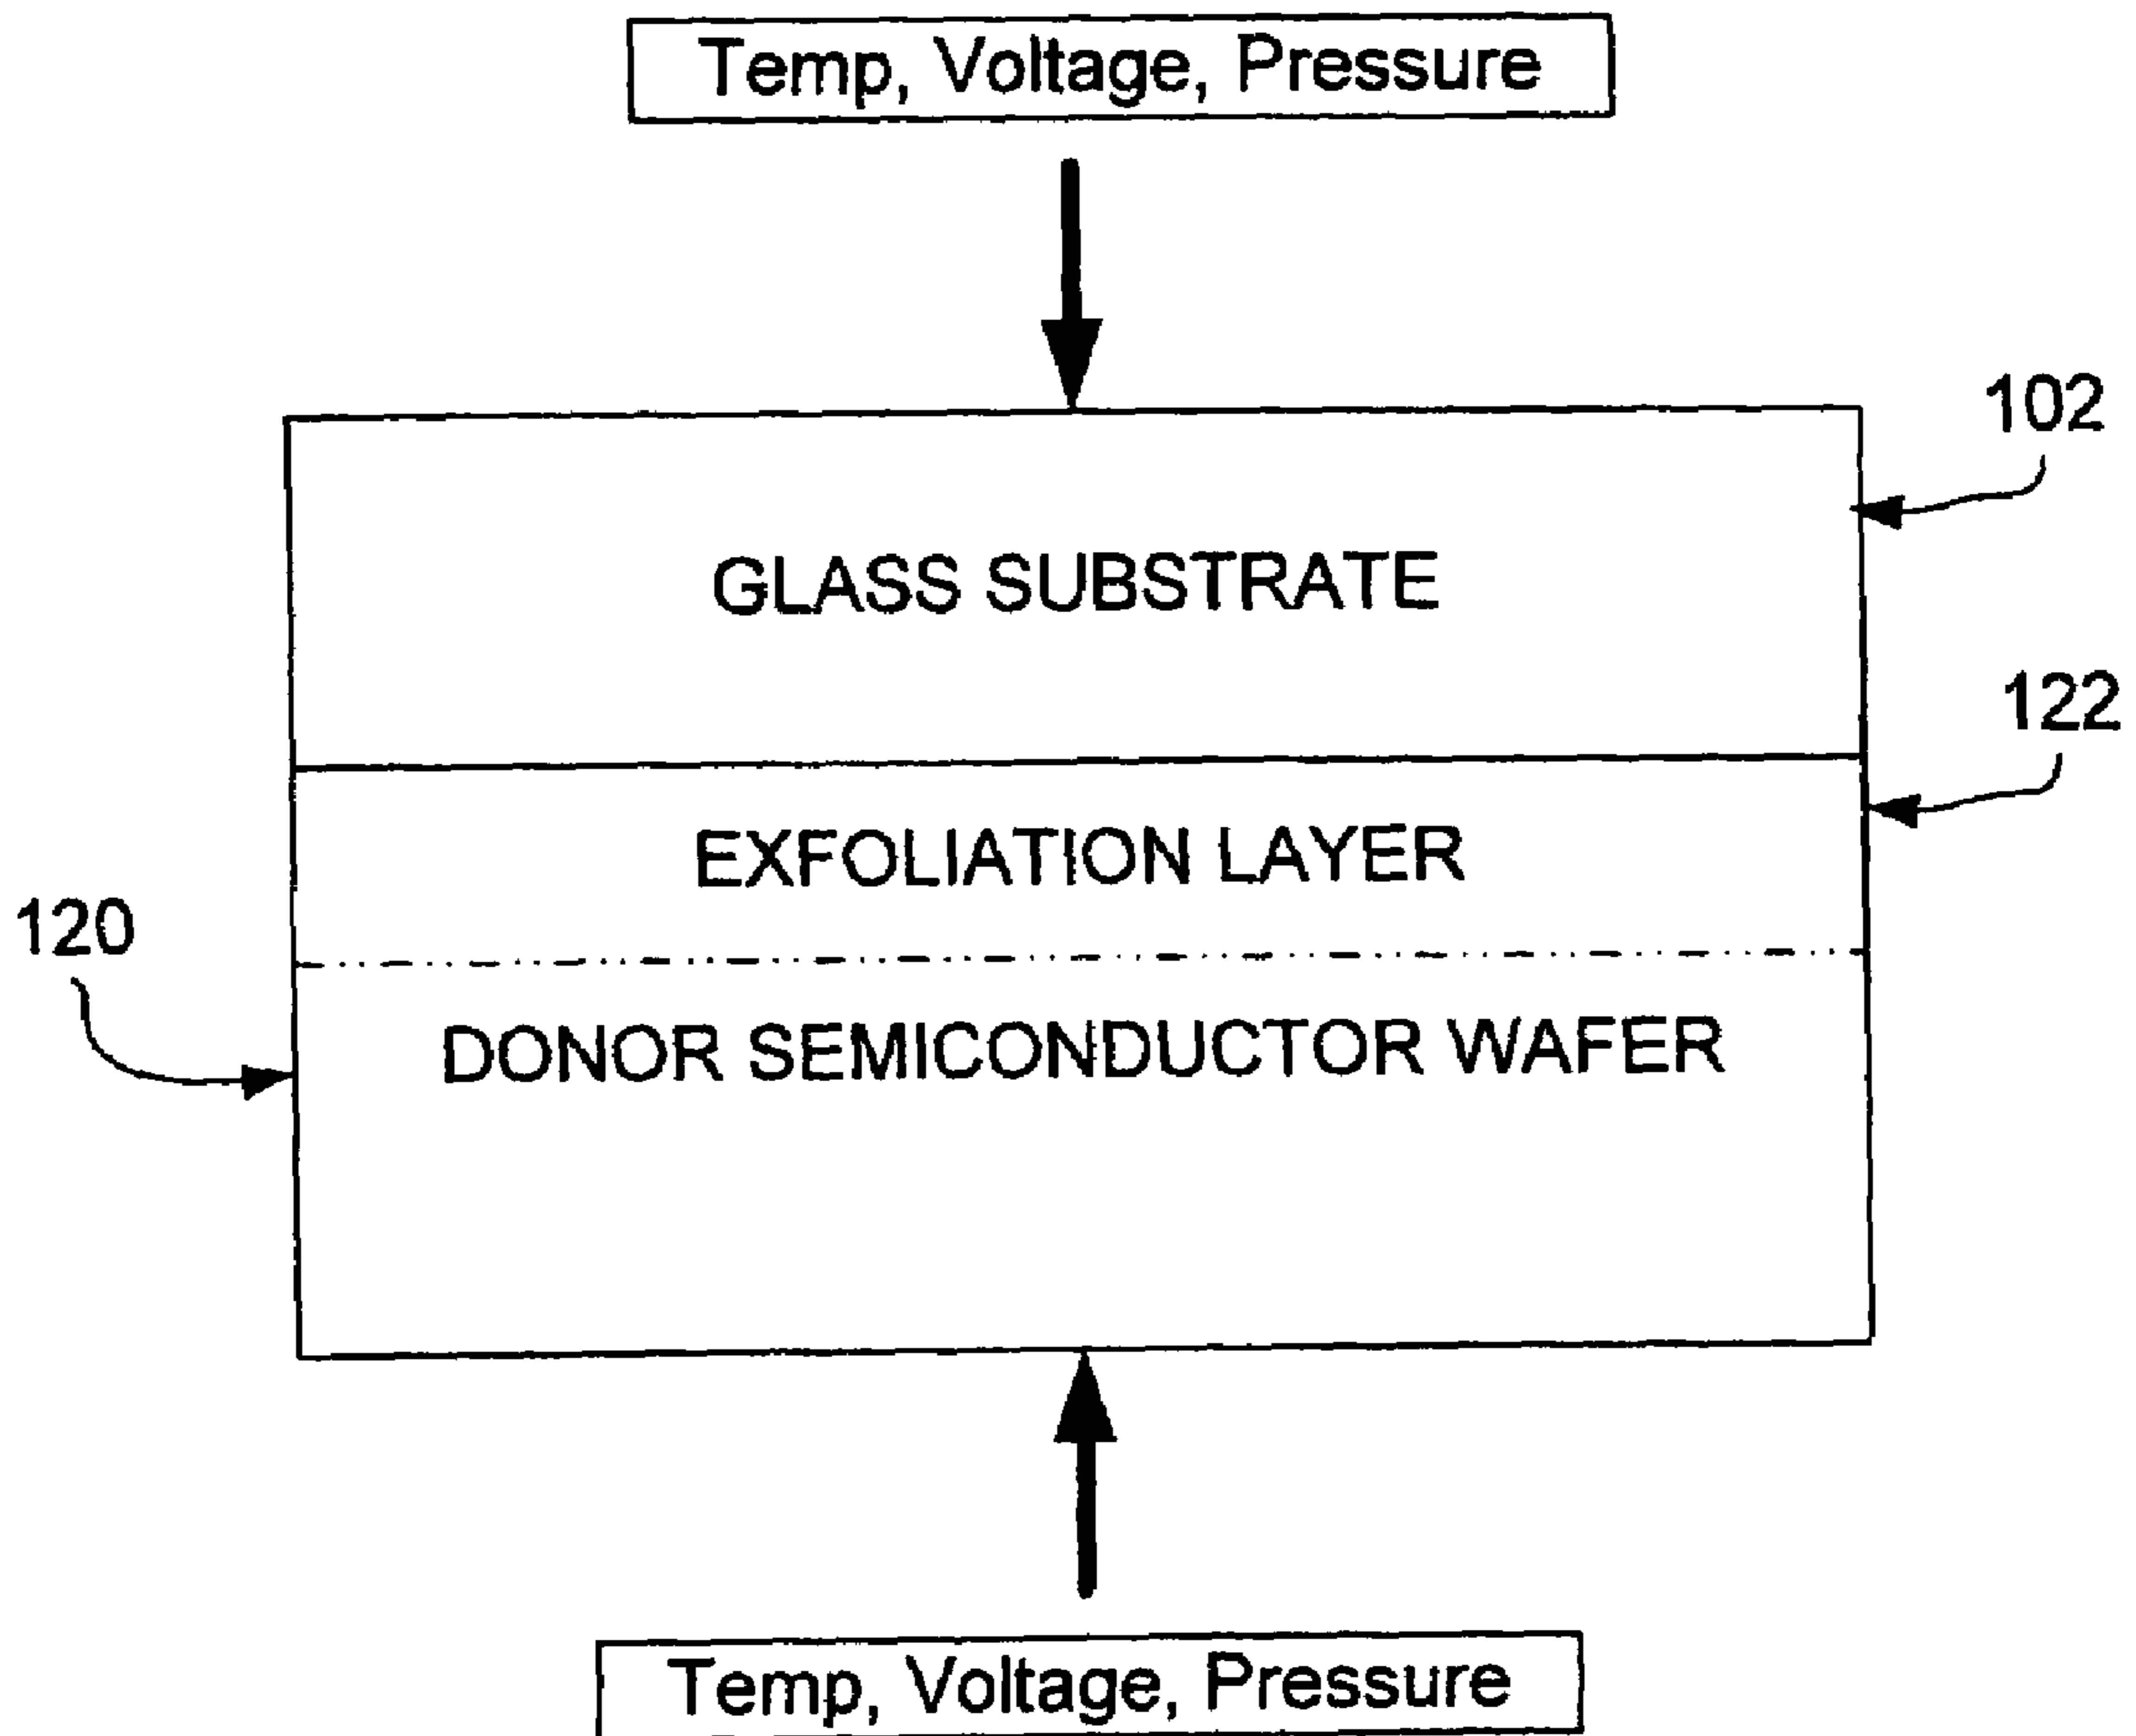 Temp, Voltage, Pressure
102
GLASS SUBSTRATE
122
EXFOLIATION LAYER
120
DONOR SEMICONDUCTOR WAFER
Temp, Voltage, Pressure